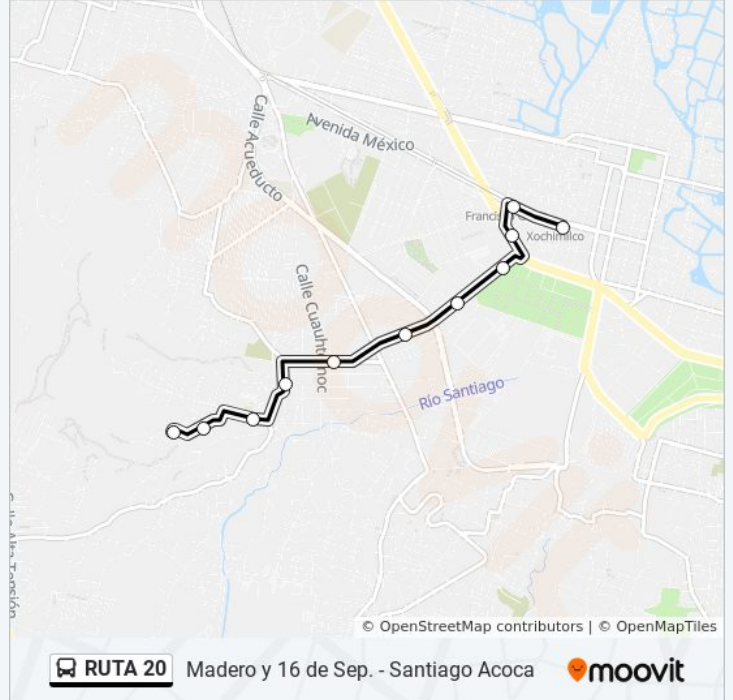 Calle Acueducto
Avenida México
Francis
Xochimilco
Calle Cuauhtémoc
Río Santiago
Calle Alta Tensión
© OpenStreetMap contributors | © OpenMapTiles
RUTA 20
Madero y 16 de Sep. - Santiago Acoca
moovit